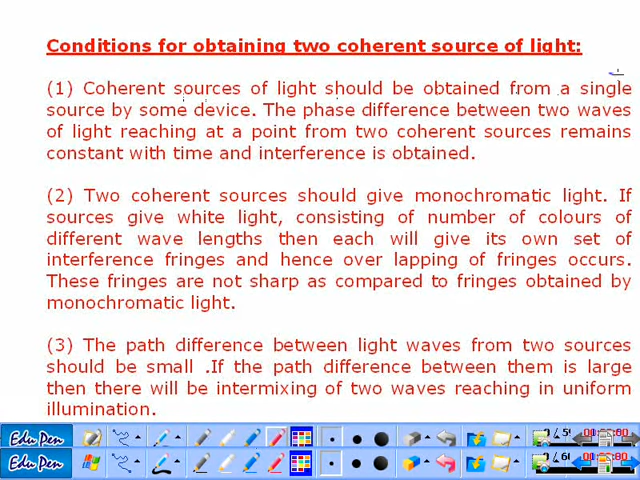 Conditions for obtaining two coherent source of light:
(1) Coherent sources of light should be obtained from a single
source by some device. The phase difference between two waves
of light reaching at a point from two coherent sources remains
constant with time and interference is obtained.
(2) Two coherent sources should give monochromatic light. If
sources give white light, consisting of number of colours of
different wave lengths then each will give its own set of
interference fringes and hence over lapping of fringes occurs.
These fringes are not sharp as compared to fringes obtained by
monochromatic light.
(3) The path difference between light waves from two sources
should be small .If the path difference between them is large
then there will be intermixing of two waves reaching in uniform
illumination.
Edu Pen
Edu Pen